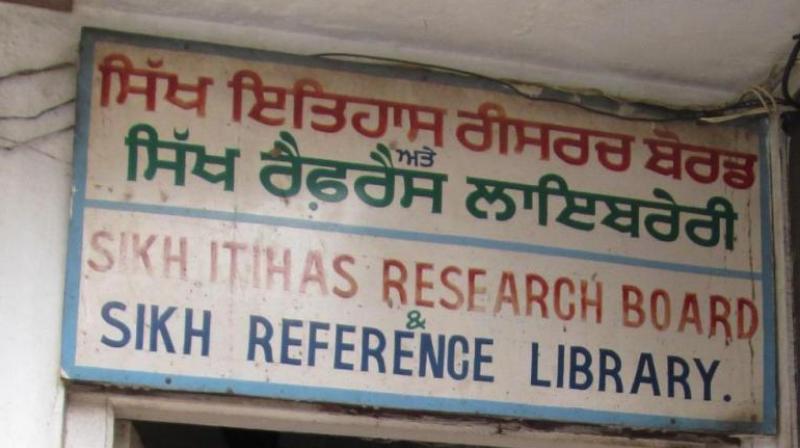 ਸਿੱਖ ਇਤਿਹਾਸ ਰੀਸਰਚ ਬੋਰਡ
ਅਤੇ
ਸਿੱਖ ਰੈਫ਼ਰੈਸ ਲਾਇਬਰੇਰੀ
SIKH ITIHAS RESEARCH BOARD
&
SIKH REFERENCE LIBRARY.